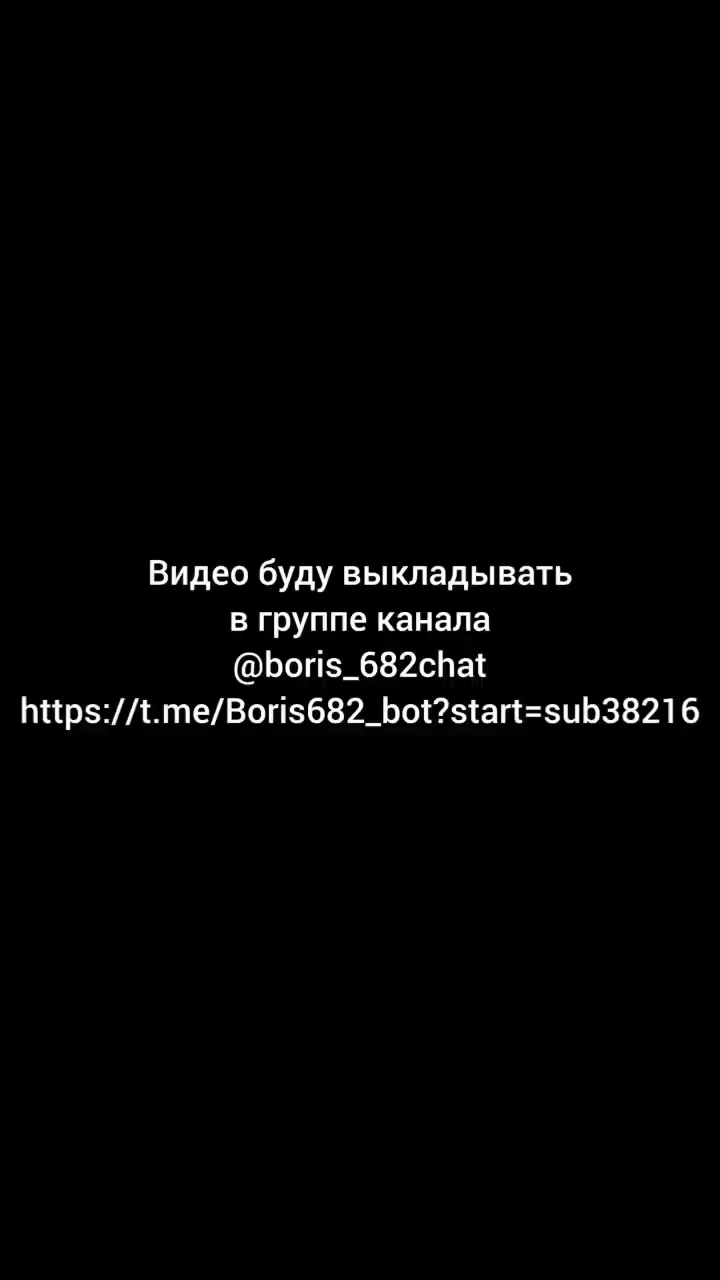 Видео буду выкладывать
в группе канала
@boris_682chat
https://t.me/Boris682_bot?start=sub38216